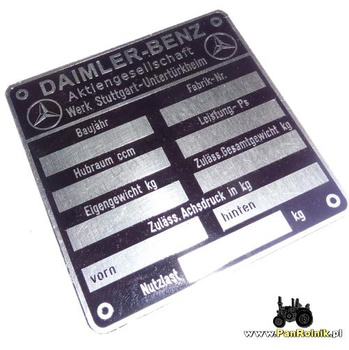 DAIMLER-BENZ
Aktiengesellschaft
Werk Stuttgart-Untertürkheim
Baujahr Fabrik-Nr.
Hubraum ccm Leistung- Ps
Eigengewicht kg Zuläss. Gesamtgewicht kg
Zuläss. Achsdruck in kg
vorn hinten
Nutzlast kg
www.PanRolnik.pl